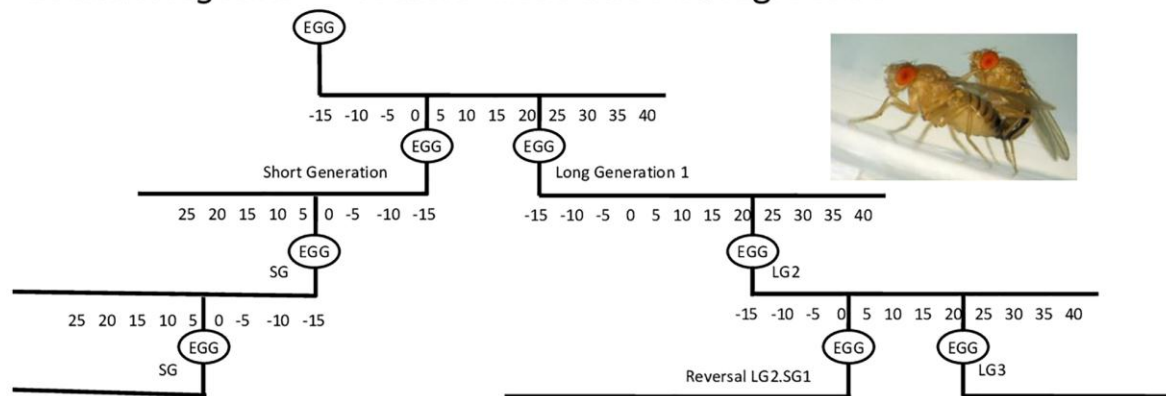 EGG
-15 -10 -5 0 5 10 15 20 25 30 35 40
EGG EGG
Short Generation Long Generation 1
25 20 15 10 5 0 -5 -10 -15 -15 -10 -5 0 5 10 15 20 25 30 35 40
EGG EGG
SG LG2
25 20 15 10 5 0 -5 -10 -15 -15 -10 -5 0 5 10 15 20 25 30 35 40
EGG EGG EGG
SG Reversal LG2.SG1 LG3